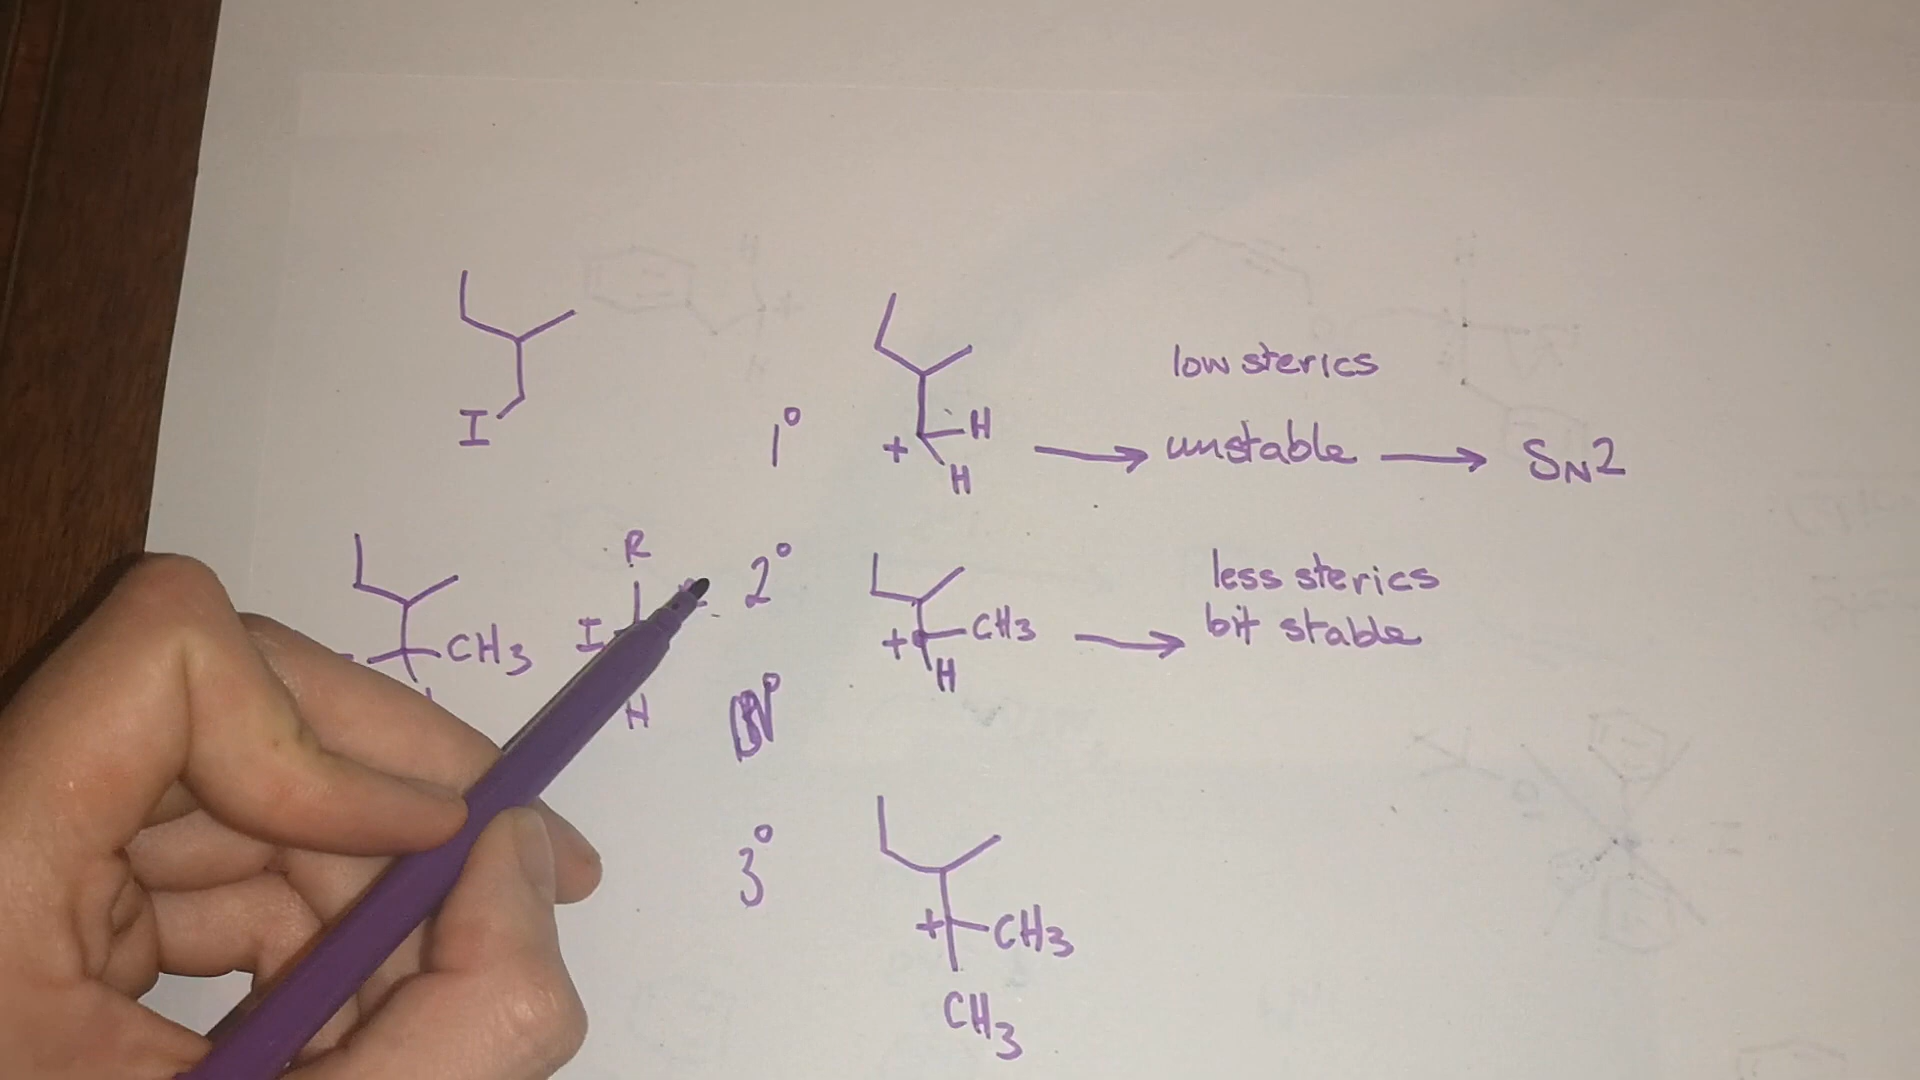 I
1°
+
H
H
low sterics
unstable
SN2
CH3
R
I
H
2°
+
CH3
H
less sterics
bit stable
3°
+
CH3
CH3